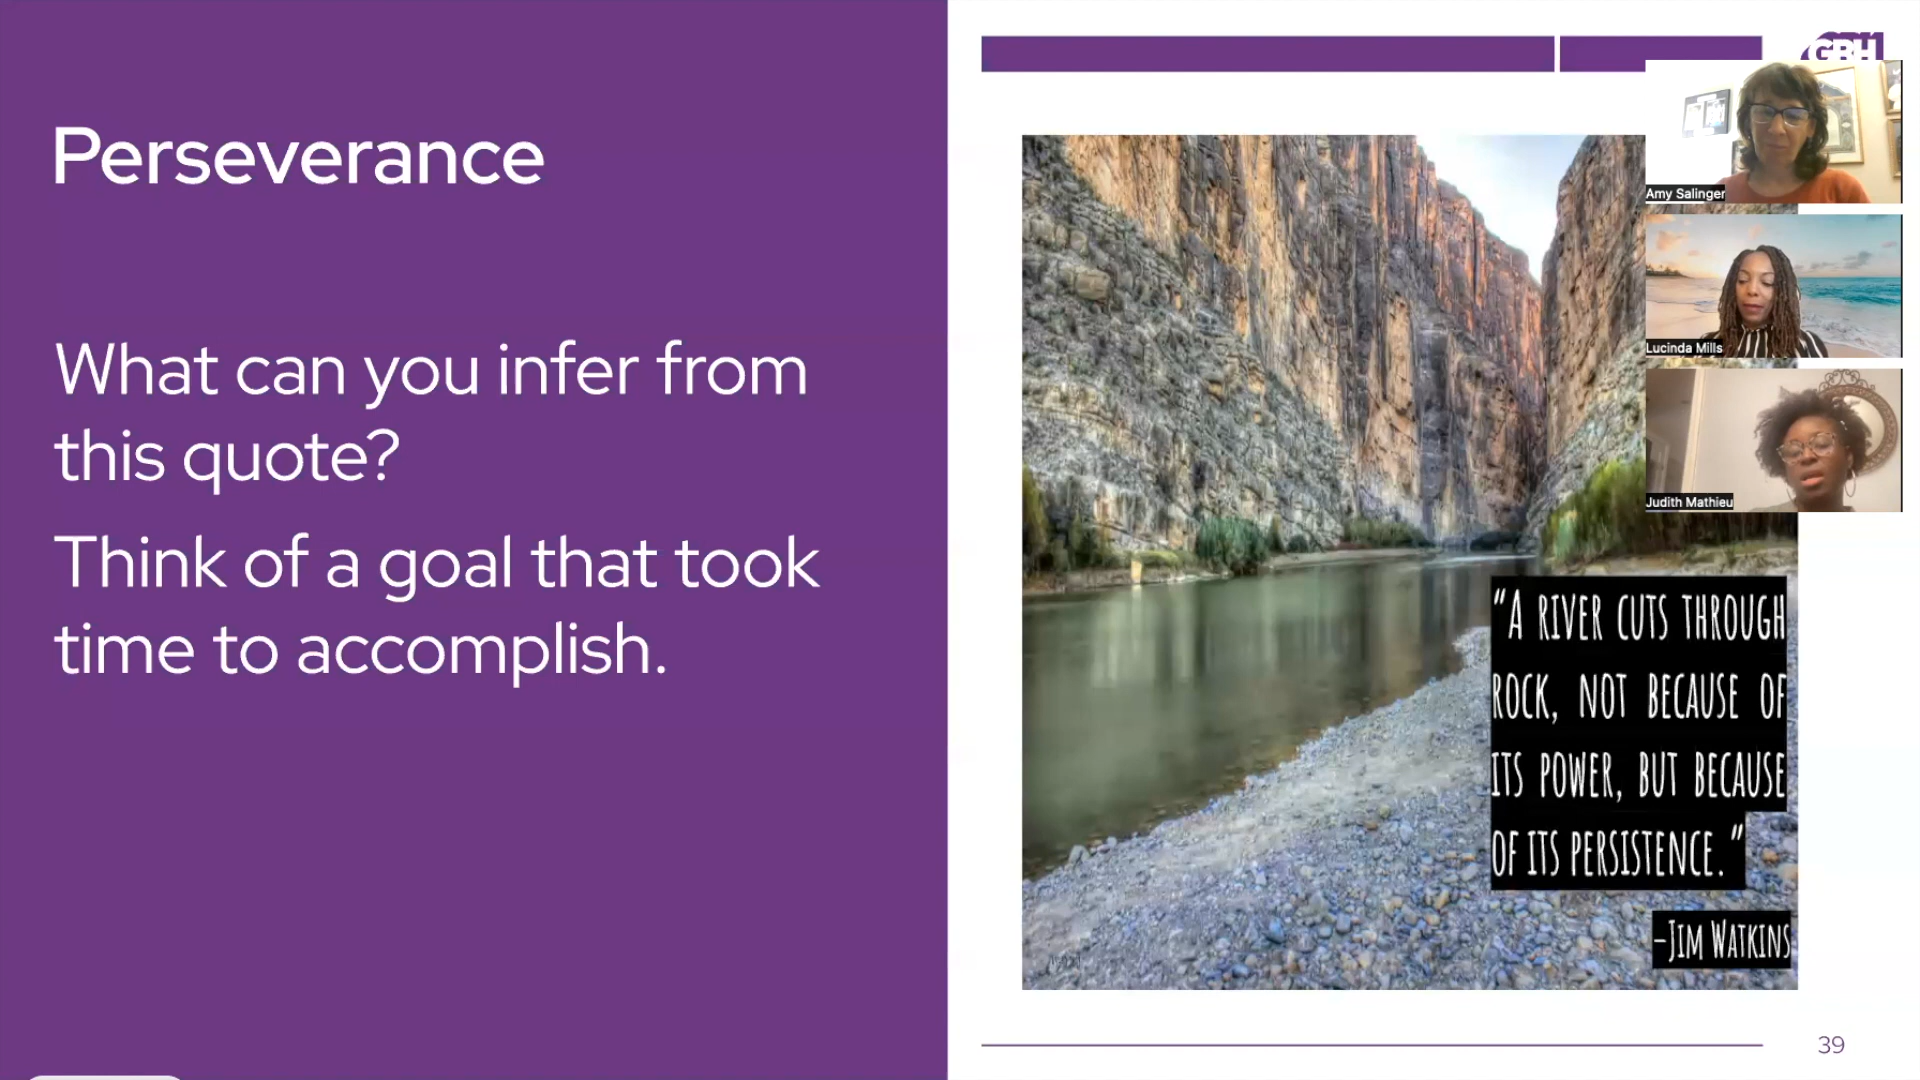 Perseverance
What can you infer from
this quote?
Think of a goal that took
time to accomplish.
GBH
Amy Salinger
Lucinda Mills
Judith Mathieu
“A RIVER CUTS THROUGH
ROCK, NOT BECAUSE OF
ITS POWER, BUT BECAUSE
OF ITS PERSISTENCE.”
-JIM WATKINS
39